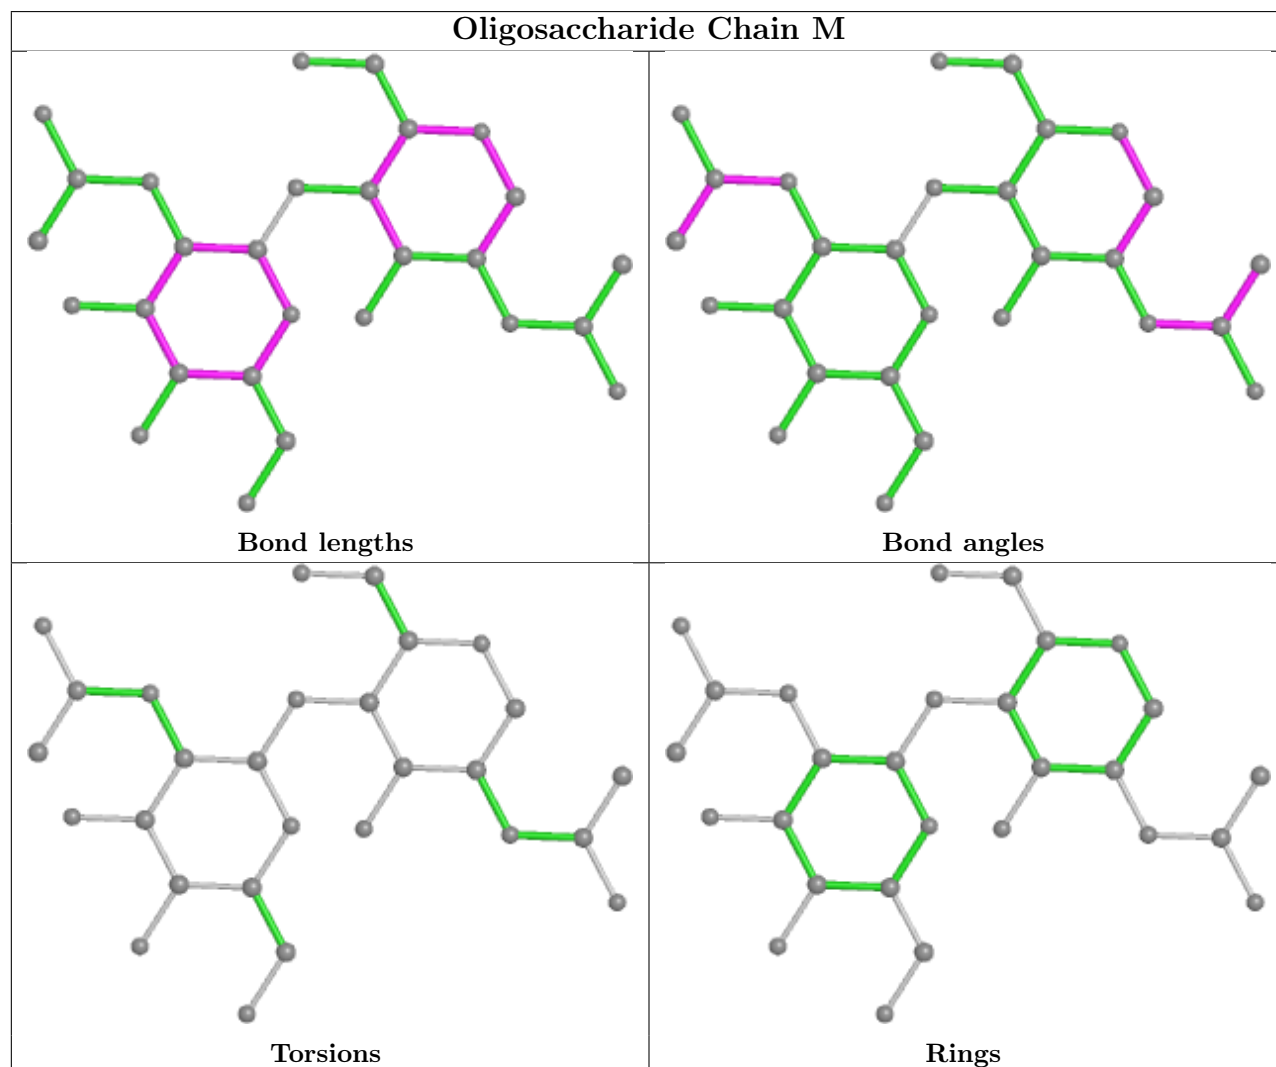 Oligosaccharide Chain M
Bond lengths
Bond angles
Torsions
Rings